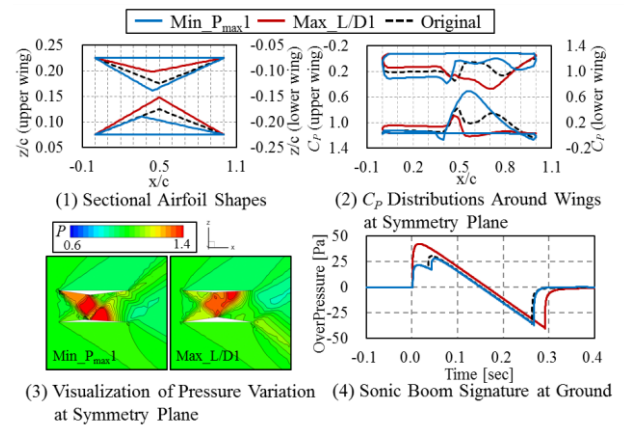 Min_Pmax1 Max_L/D1 Original
0.25 0.20 0.15 0.10 0.05
z/c (upper wing)
-0.05 -0.10 -0.15 -0.20 -0.25
z/c (lower wing)
-0.1 0.5 1.1
x/c
(1) Sectional Airfoil Shapes
-0.2 0.2 0.6 1.0 1.4
CP (upper wing)
1.4 1.0 0.6 0.2 -0.2
CP (lower wing)
0.0 0.5 1.0
x/c
(2) CP Distributions Around Wings
at Symmetry Plane
P
0.6 1.4
z
x
Min_Pmax1
Max_L/D1
(3) Visualization of Pressure Variation
at Symmetry Plane
50 25 0 -25 -50
OverPressure [Pa]
-0.1 0.0 0.1 0.2 0.3 0.4
Time [sec]
(4) Sonic Boom Signature at Ground